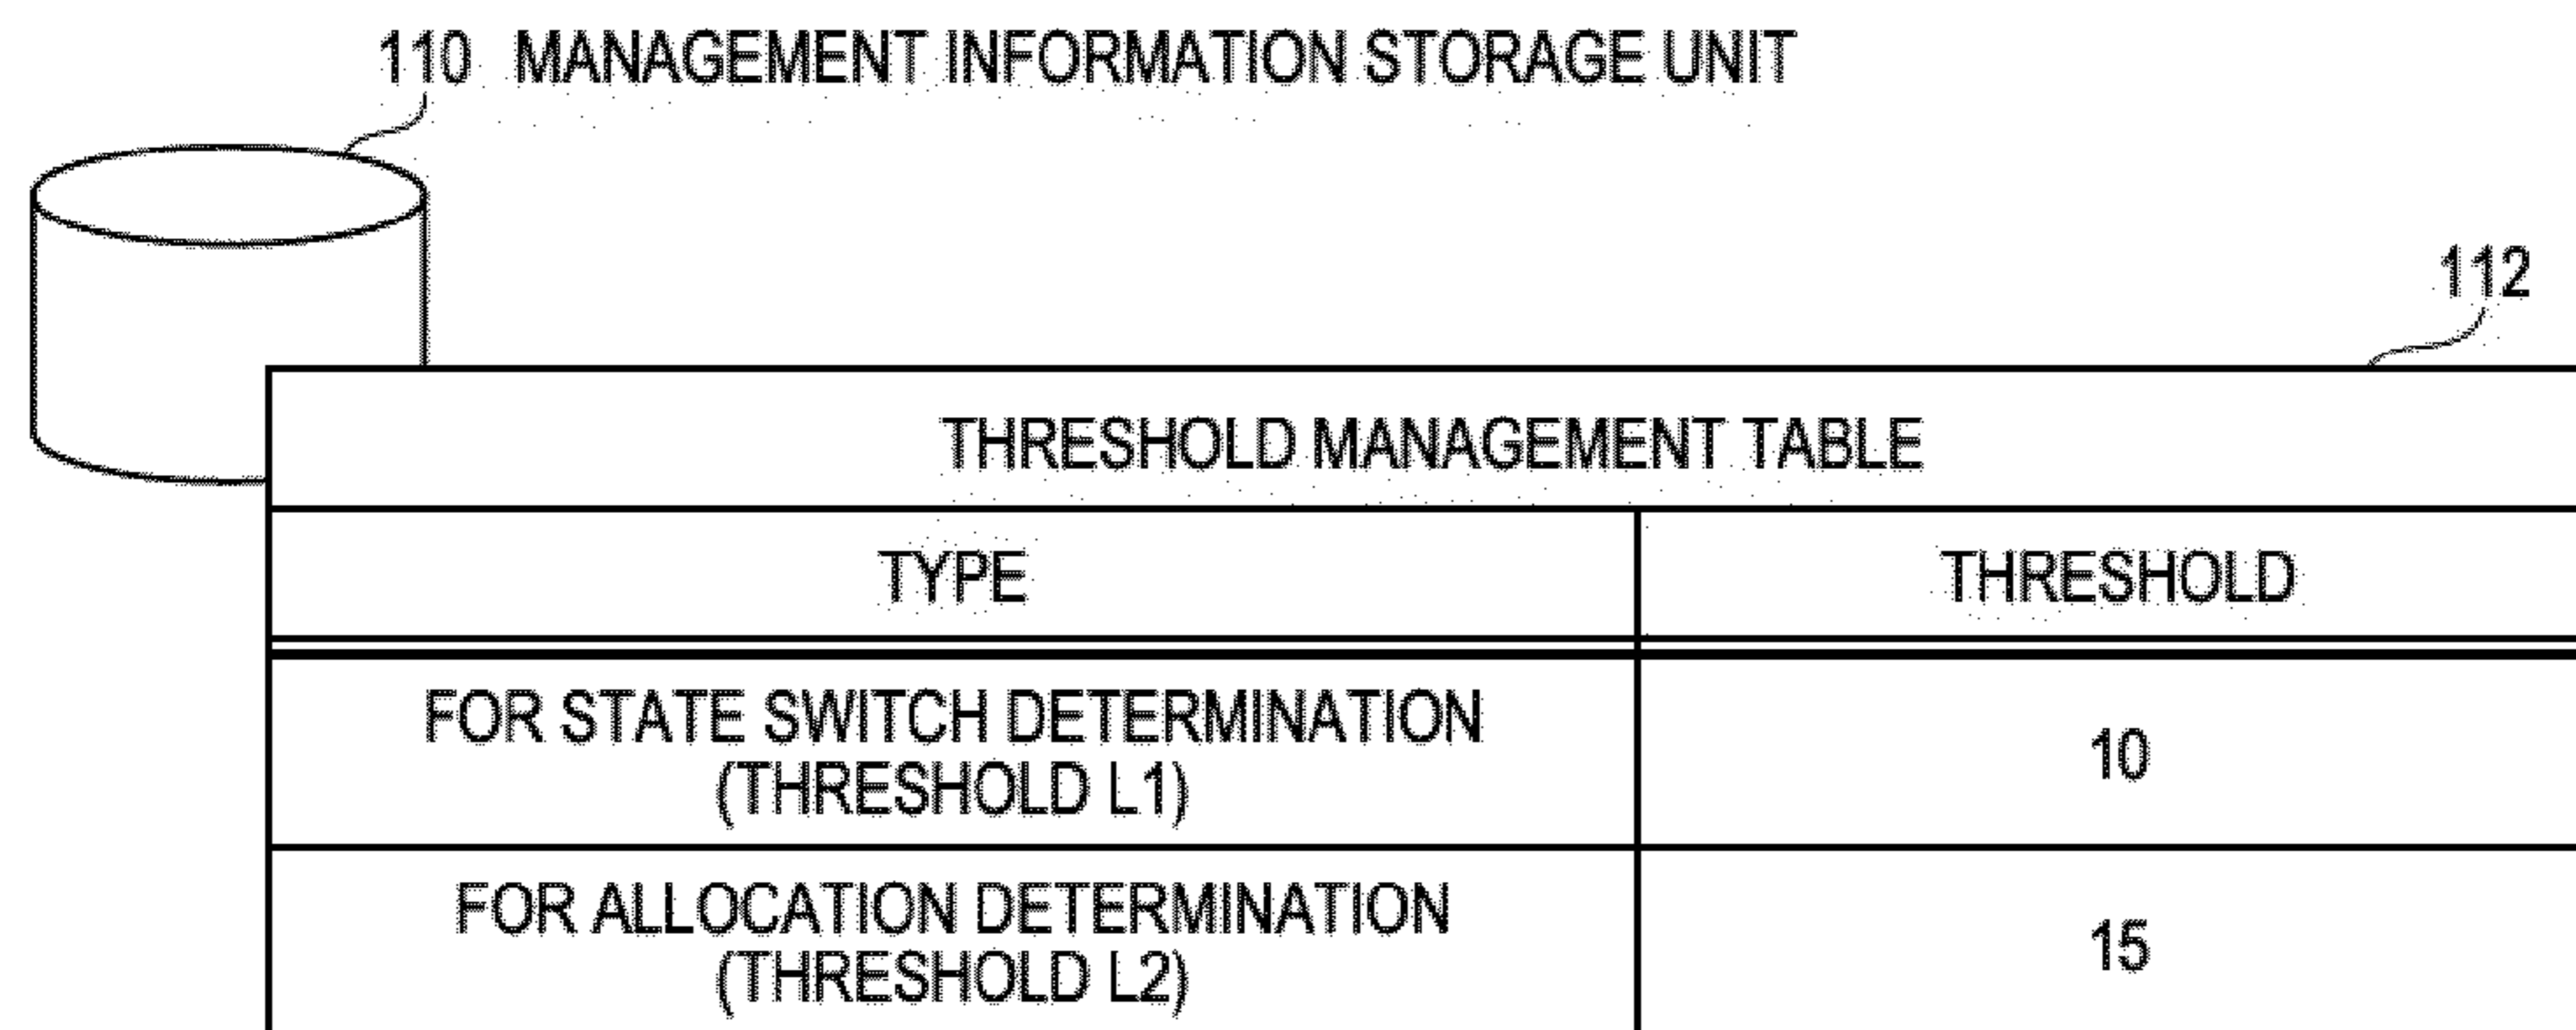 110 MANAGEMENT INFORMATION STORAGE UNIT
112
THRESHOLD MANAGEMENT TABLE
TYPE THRESHOLD
FOR STATE SWITCH DETERMINATION
(THRESHOLD L1)
10
FOR ALLOCATION DETERMINATION
(THRESHOLD L2)
15